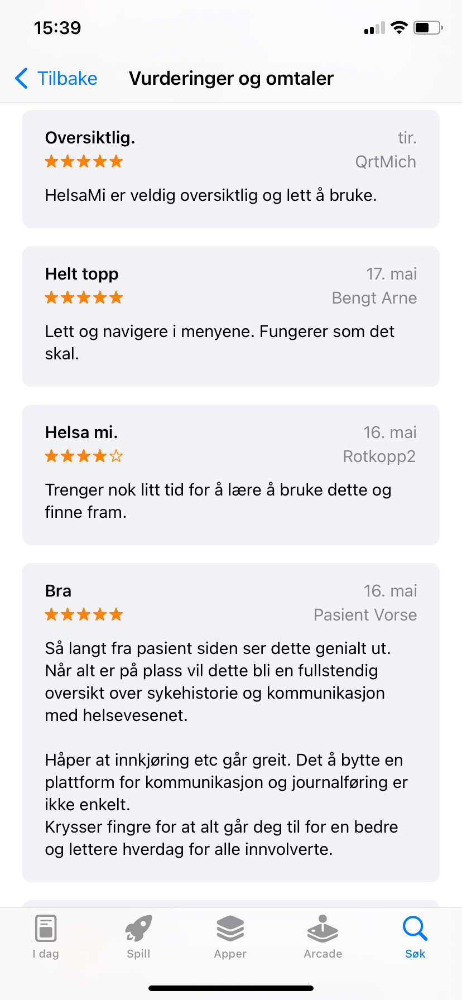 15:39
Tilbake
Vurderinger og omtaler
Oversiktlig.
tir.
QrtMich
HelsaMi er veldig oversiktlig og lett å bruke.
Helt topp
17. mai
Bengt Arne
Lett og navigere i menyene. Fungerer som det
skal.
Helsa mi.
16. mai
Rotkopp2
Trenger nok litt tid for å lære å bruke dette og
finne fram.
Bra
16. mai
Pasient Vorse
Så langt fra pasient siden ser dette genialt ut.
Når alt er på plass vil dette bli en fullstendig
oversikt over sykehistorie og kommunikasjon
med helsevesenet.
Håper at innkjøring etc går greit. Det å bytte en
plattform for kommunikasjon og journalføring er
ikke enkelt.
Krysser fingre for at alt går deg til for en bedre
og lettere hverdag for alle innvolverte.
I dag
Spill
Apper
Arcade
Søk